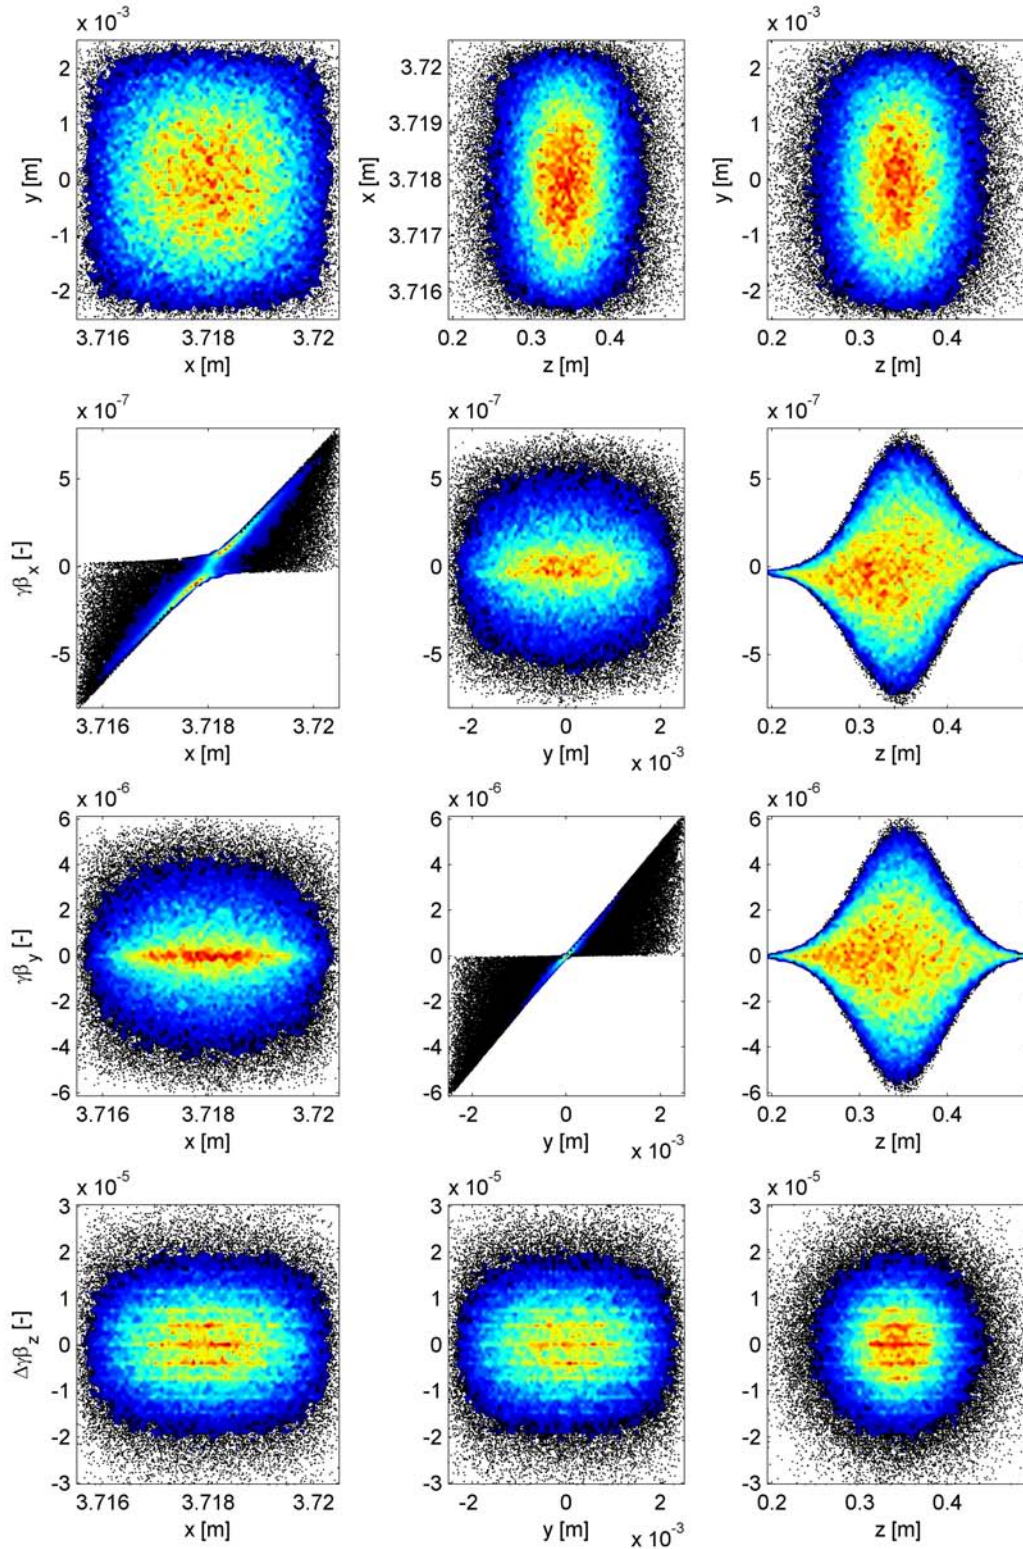 x 10⁻³
2
1
0
-1
-2
y [m]
3.716 3.718 3.72
x [m]
3.72
3.719
3.718
3.717
3.716
x [m]
0.2 0.3 0.4
z [m]
x 10⁻³
2
1
0
-1
-2
y [m]
0.2 0.3 0.4
z [m]
x 10⁻⁷
5
0
-5
γβₓ [-]
3.716 3.718 3.72
x [m]
x 10⁻⁷
5
0
-5
-2 0 2
y [m] x 10⁻³
x 10⁻⁷
5
0
-5
0.2 0.3 0.4
z [m]
x 10⁻⁶
6
4
2
0
-2
-4
-6
γβ_y [-]
3.716 3.718 3.72
x [m]
x 10⁻⁶
6
4
2
0
-2
-4
-6
-2 0 2
y [m] x 10⁻³
x 10⁻⁶
6
4
2
0
-2
-4
-6
0.2 0.3 0.4
z [m]
x 10⁻⁵
3
2
1
0
-1
-2
-3
Δγβ_z [-]
3.716 3.718 3.72
x [m]
x 10⁻⁵
3
2
1
0
-1
-2
-3
-2 0 2
y [m] x 10⁻³
x 10⁻⁵
3
2
1
0
-1
-2
-3
0.2 0.3 0.4
z [m]